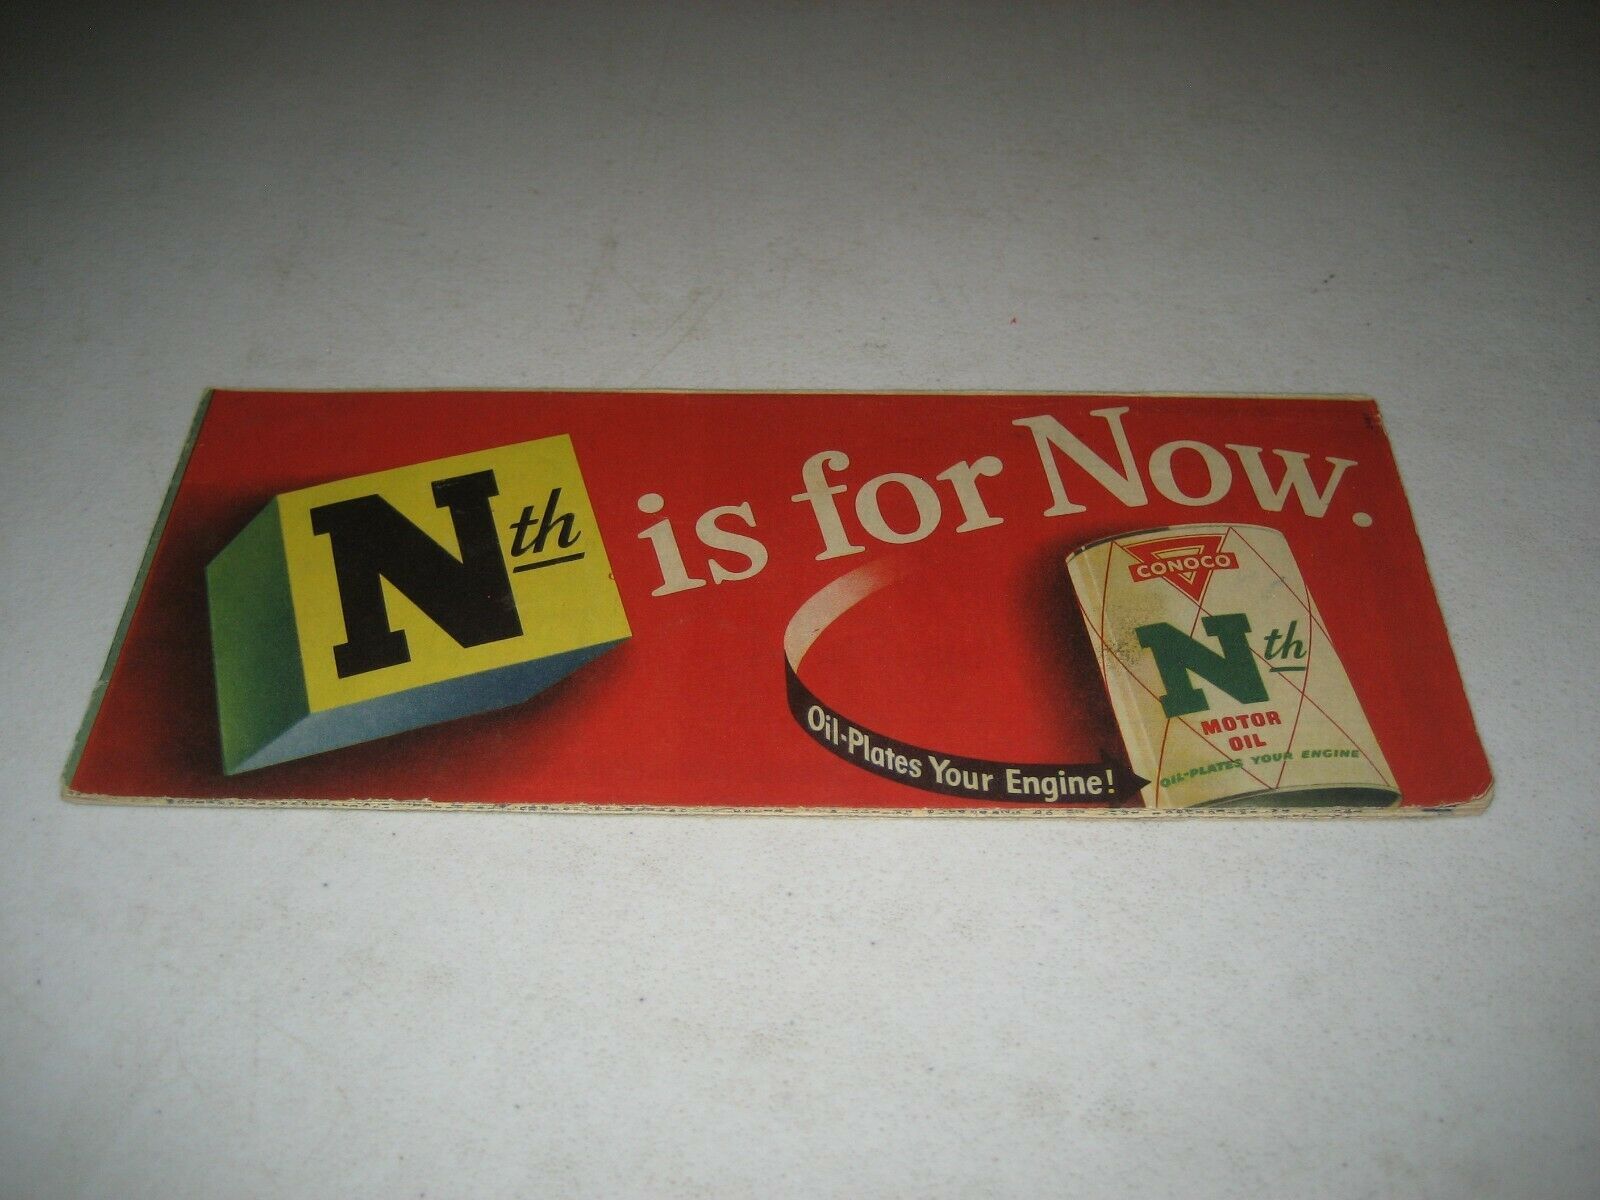 Nth is for Now.
Oil-Plates Your Engine!
CONOCO
Nth
MOTOR
OIL
OIL-PLATES YOUR ENGINE